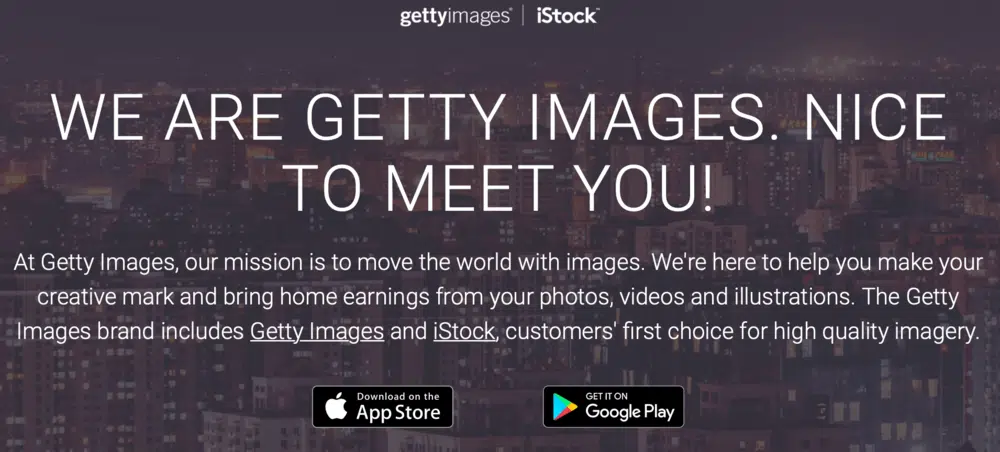 gettyimages® | iStock™
WE ARE GETTY IMAGES. NICE
TO MEET YOU!
At Getty Images, our mission is to move the world with images. We're here to help you make your
creative mark and bring home earnings from your photos, videos and illustrations. The Getty
Images brand includes Getty Images and iStock, customers' first choice for high quality imagery.
Download on the
App Store
GET IT ON
Google Play